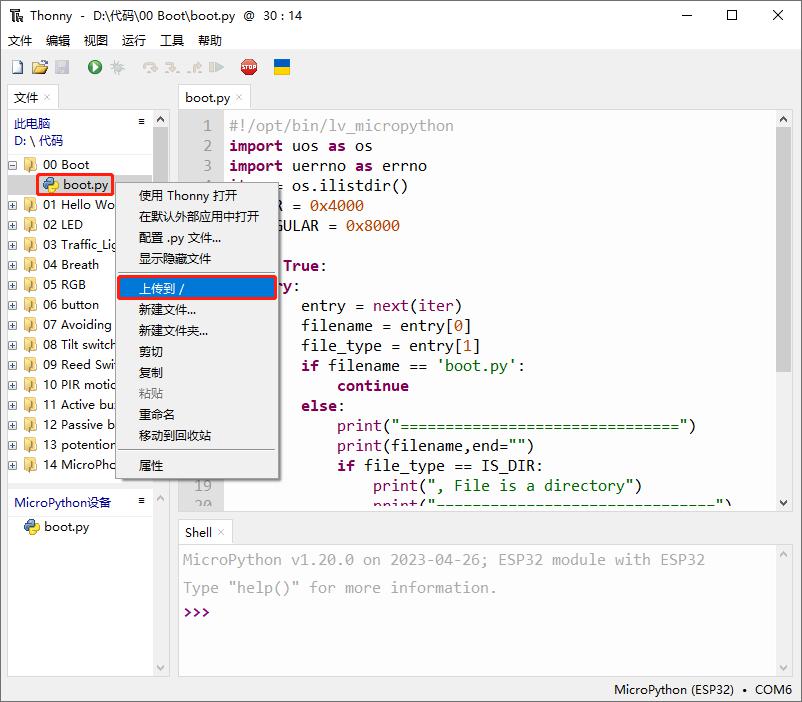 Thonny - D:\代码\00 Boot\boot.py @ 30 : 14
文件 编辑 视图 运行 工具 帮助
STOP
文件
此电脑
D: \ 代码
00 Boot
boot.py
01 Hello Wo
02 LED
03 Traffic_Lig
04 Breath
05 RGB
06 button
07 Avoiding
08 Tilt switch
09 Reed Swi
10 PIR motio
11 Active bu
12 Passive b
13 potention
14 MicroPho
MicroPython设备
boot.py
使用 Thonny 打开
在默认外部应用中打开
配置 .py 文件...
显示隐藏文件
上传到 /
新建文件...
新建文件夹...
剪切
复制
粘贴
重命名
移动到回收站
属性
boot.py
1 #!/opt/bin/lv_micropython
2 import uos as os
3 import uerrno as errno
= os.ilistdir()
R = 0x4000
GULAR = 0x8000
True:
ry:
entry = next(iter)
filename = entry[0]
file_type = entry[1]
if filename == 'boot.py':
continue
else:
print("===============================")
print(filename,end="")
if file_type == IS_DIR:
19 print(", File is a directory")
20 print("===============================")
Shell
MicroPython v1.20.0 on 2023-04-26; ESP32 module with ESP32
Type "help()" for more information.
>>>
MicroPython (ESP32) • COM6